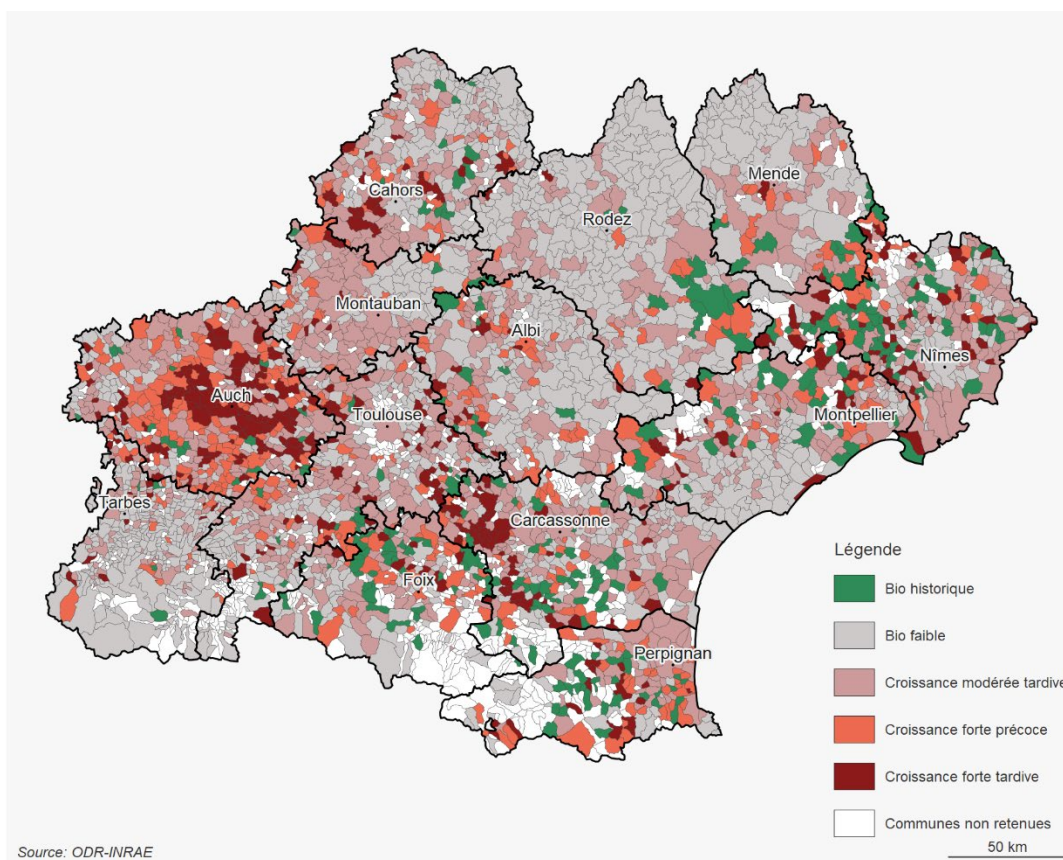 Mende
Cahors
Rodez
Montauban
Albi
Nîmes
Auch
Toulouse
Montpellier
Tarbes
Carcassonne
Foix
Perpignan
Légende
Bio historique
Bio faible
Croissance modérée tardive
Croissance forte précoce
Croissance forte tardive
Communes non retenues
Source: ODR-INRAE
50 km